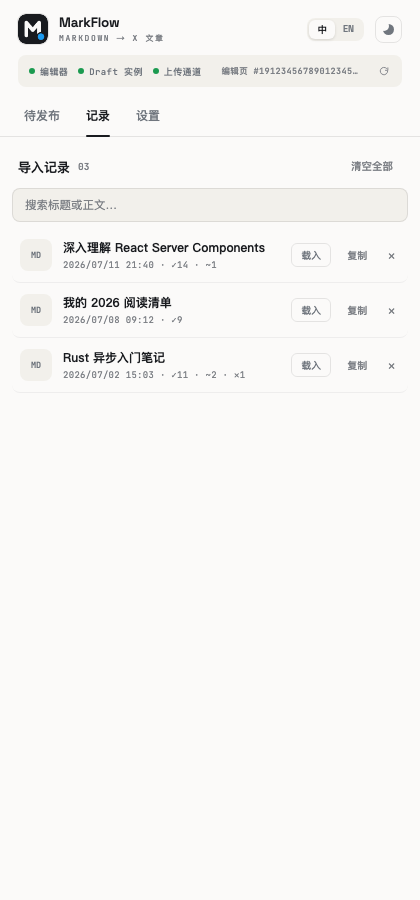 MarkFlow
MARKDOWN → X 文章
中 EN
编辑器 Draft 实例 上传通道 编辑页 #19123456789012345…
待发布 记录 设置
导入记录 03 清空全部
搜索标题或正文...
MD 深入理解 React Server Components 载入 复制 ×
2026/07/11 21:40 · ✓14 · ~1
MD 我的 2026 阅读清单 载入 复制 ×
2026/07/08 09:12 · ✓9
MD Rust 异步入门笔记 载入 复制 ×
2026/07/02 15:03 · ✓11 · ~2 · ×1